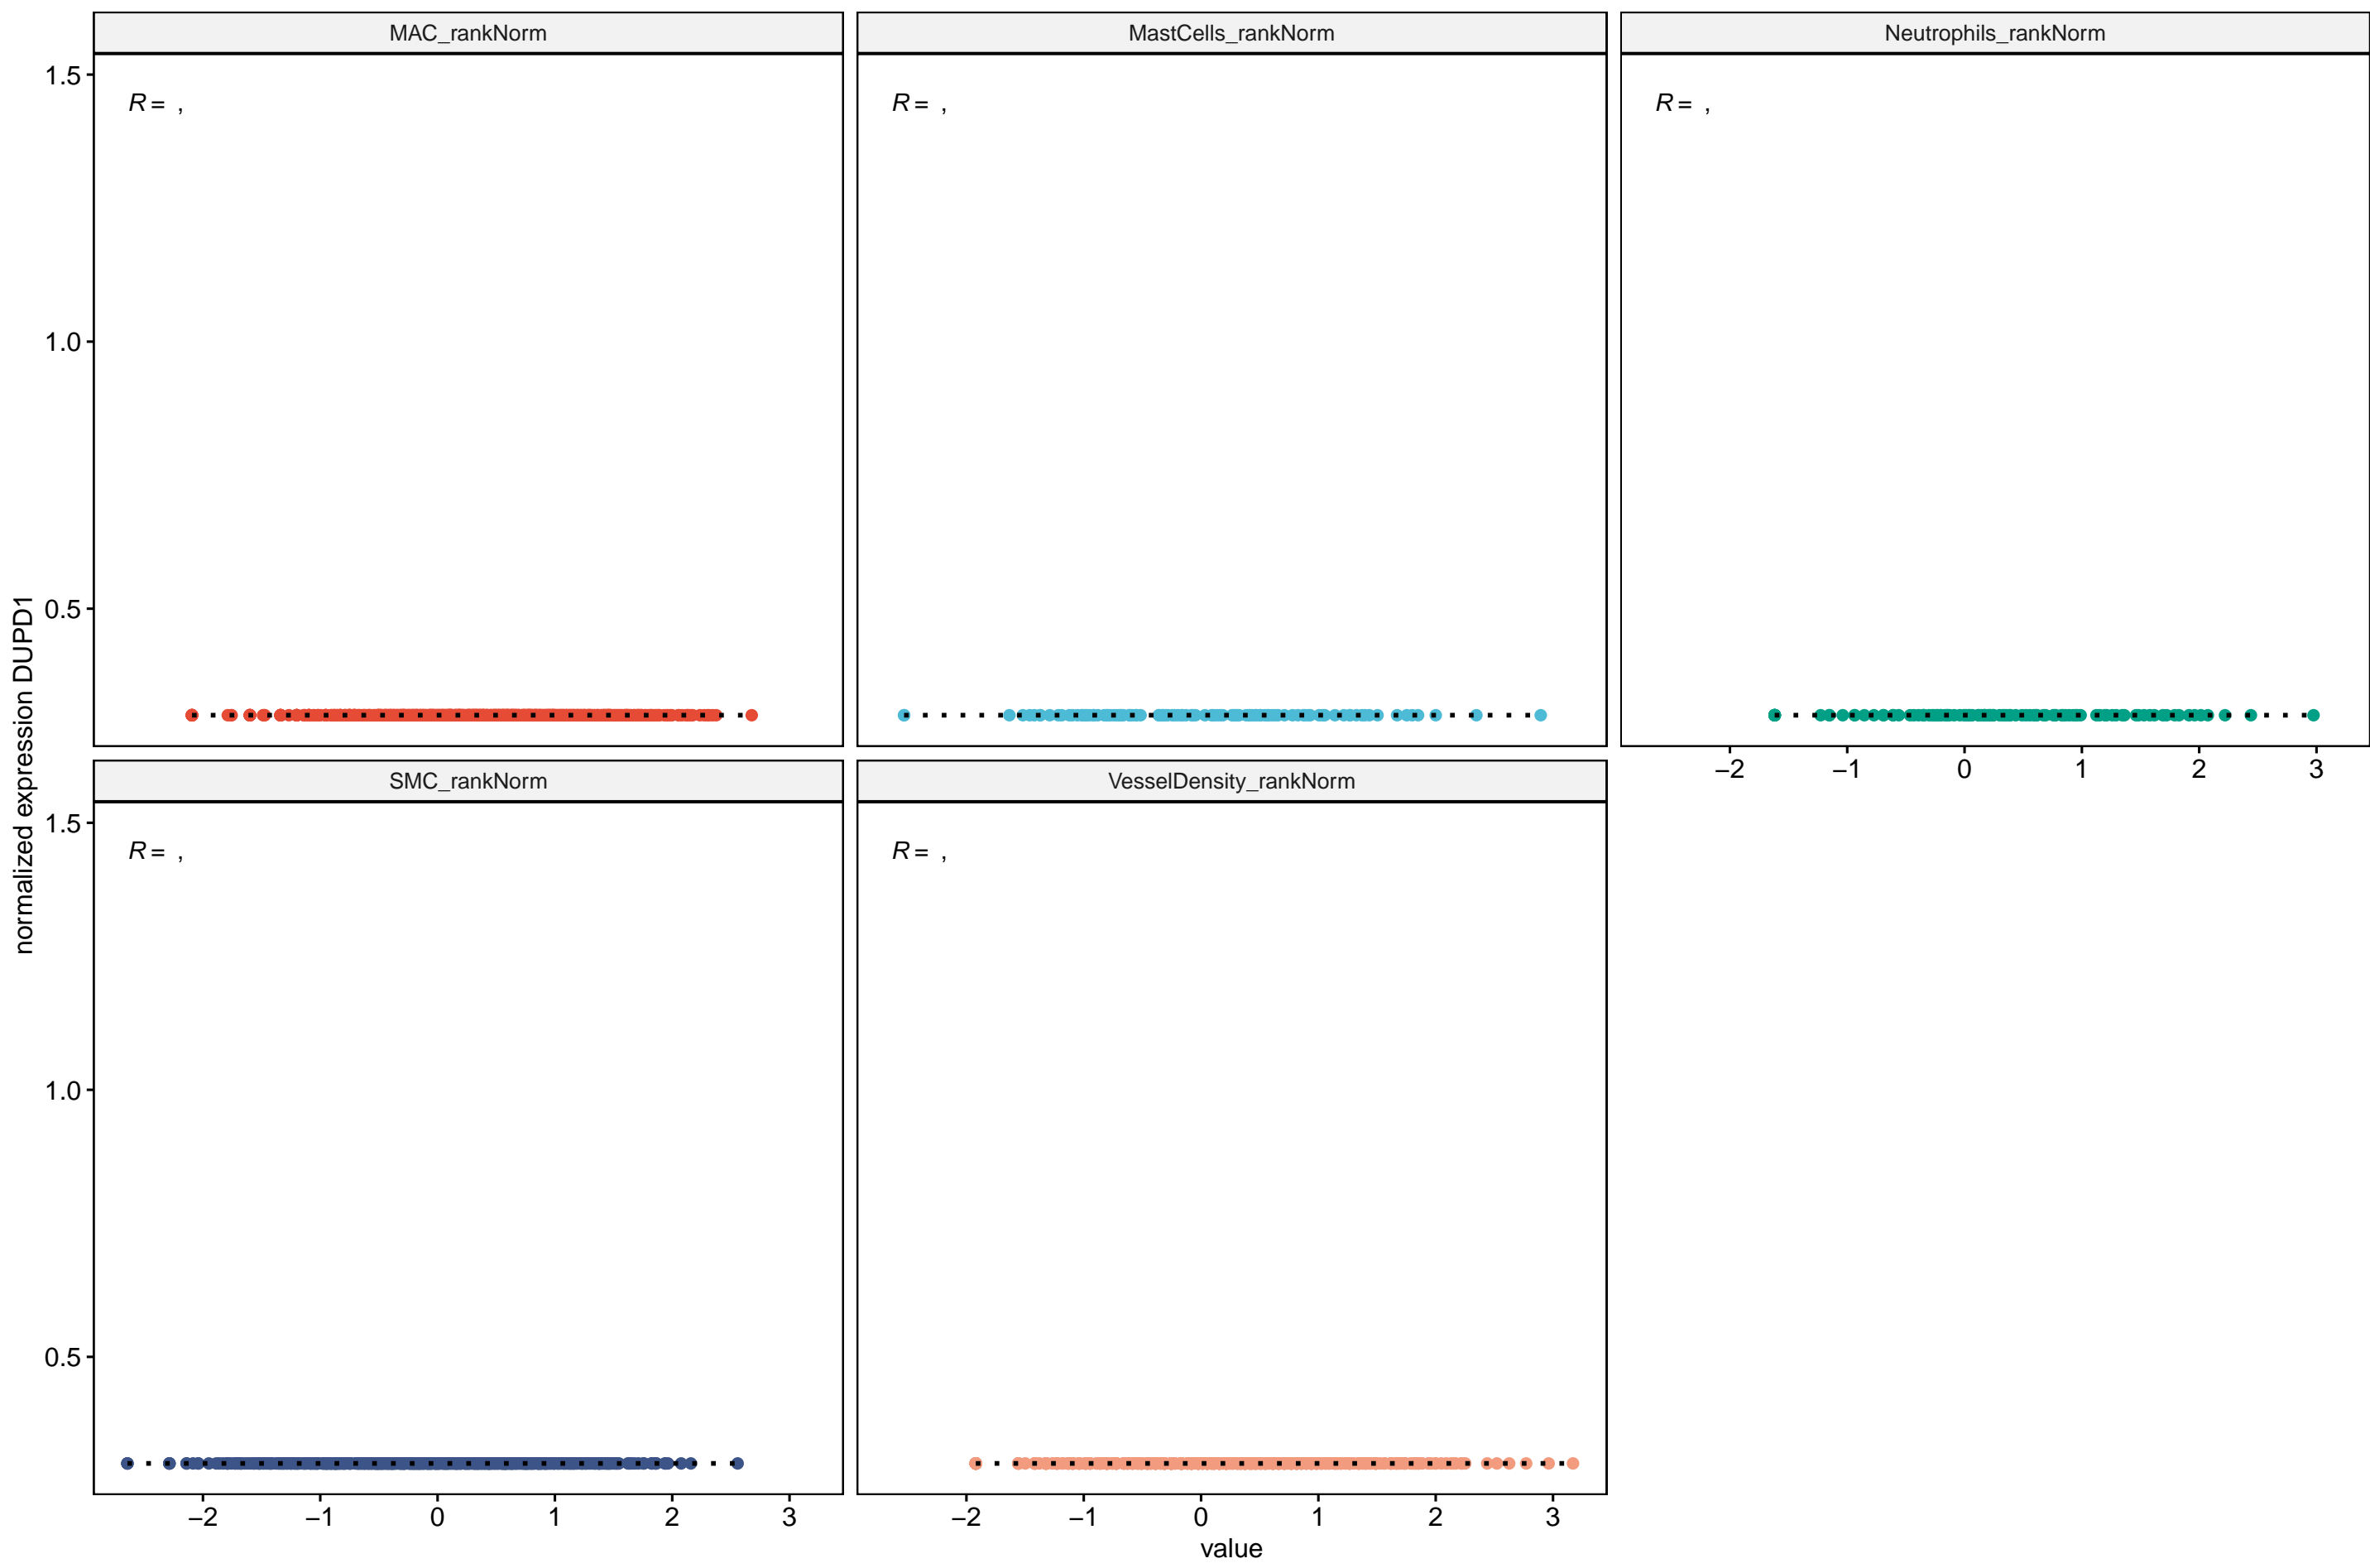 MAC_rankNorm
MastCells_rankNorm
Neutrophils_rankNorm
1.5
R = ,
R = ,
R = ,
1.0
0.5
normalized expression DUPD1
−2 −1 0 1 2 3
SMC_rankNorm
VesselDensity_rankNorm
1.5
R = ,
R = ,
1.0
0.5
−2 −1 0 1 2 3
−2 −1 0 1 2 3
value